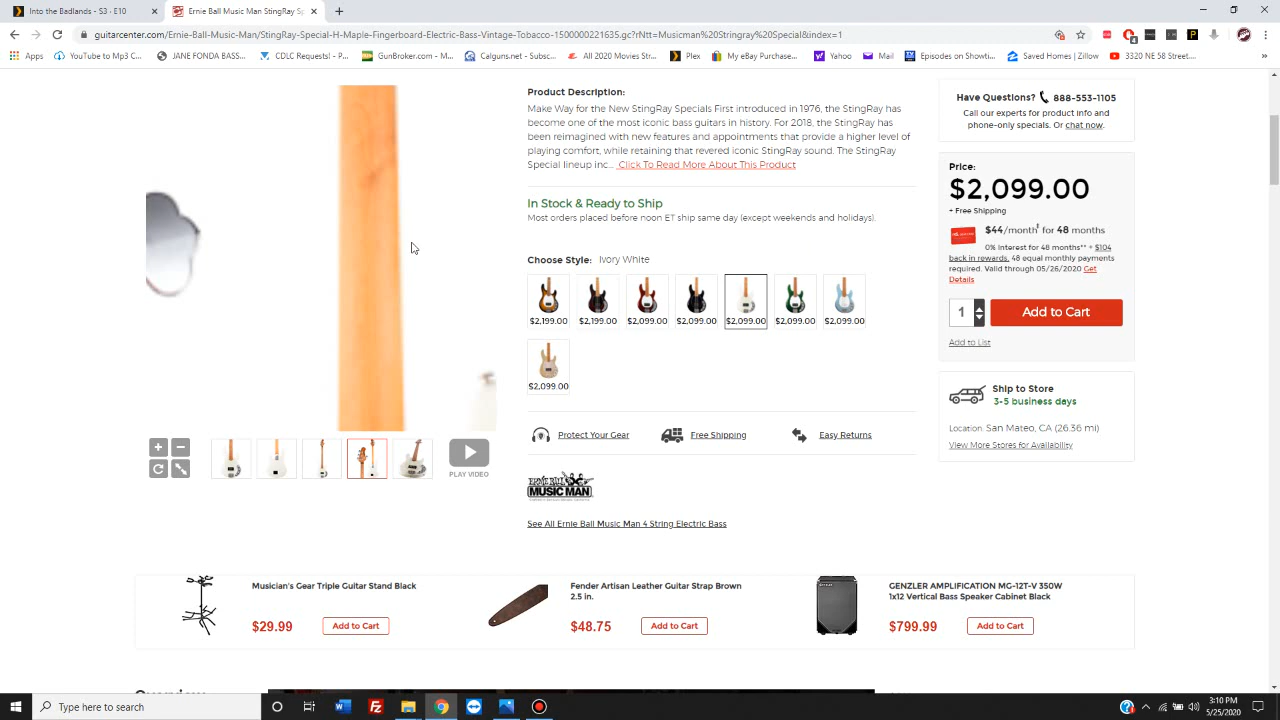 Into the Badlands - S3 · E10
Ernie Ball Music Man StingRay Sp
guitarcenter.com/Ernie-Ball-Music-Man/StingRay-Special-H-Maple-Fingerboard-Electric-Bass-Vintage-Tobacco-1500000221635.gc?rNtt=Musicman%20Stingray%20Special&index=1
Apps YouTube to Mp3 C... JANE FONDA BASS... CDLC Requests! - P... GunBroker.com - M... Calguns.net - Subsc... All 2020 Movies Str... Plex My eBay Purchase... Yahoo Mail Episodes on Showti... Saved Homes | Zillow 3320 NE 58 Street... »
Product Description:
Make Way for the New StingRay Specials First introduced in 1976, the StingRay has
become one of the most iconic bass guitars in history. For 2018, the StingRay has
been reimagined with new features and appointments that provide a higher level of
playing comfort, while retaining that revered iconic StingRay sound. The StingRay
Special lineup inc... Click To Read More About This Product
In Stock & Ready to Ship
Most orders placed before noon ET ship same day (except weekends and holidays).
Choose Style: Ivory White
$2,199.00 $2,199.00 $2,099.00 $2,099.00 $2,099.00 $2,099.00 $2,099.00
$2,099.00
Protect Your Gear Free Shipping Easy Returns
PLAY VIDEO
ERNIE BALL
MUSIC MAN
See All Ernie Ball Music Man 4 String Electric Bass
Have Questions? 888-553-1105
Call our experts for product info and
phone-only specials. Or chat now.
Price:
$2,099.00
+ Free Shipping
$44/month† for 48 months
0% interest for 48 months** + $104
back in rewards. 48 equal monthly payments
required. Valid through 05/26/2020 Get
Details
1 Add to Cart
Add to List
Ship to Store
3-5 business days
Location: San Mateo, CA (26.36 mi)
View More Stores for Availability
Musician's Gear Triple Guitar Stand Black
$29.99 Add to Cart
Fender Artisan Leather Guitar Strap Brown
2.5 in.
$48.75 Add to Cart
GENZLER AMPLIFICATION MG-12T-V 350W
1x12 Vertical Bass Speaker Cabinet Black
$799.99 Add to Cart
Type here to search
3:10 PM
5/25/2020